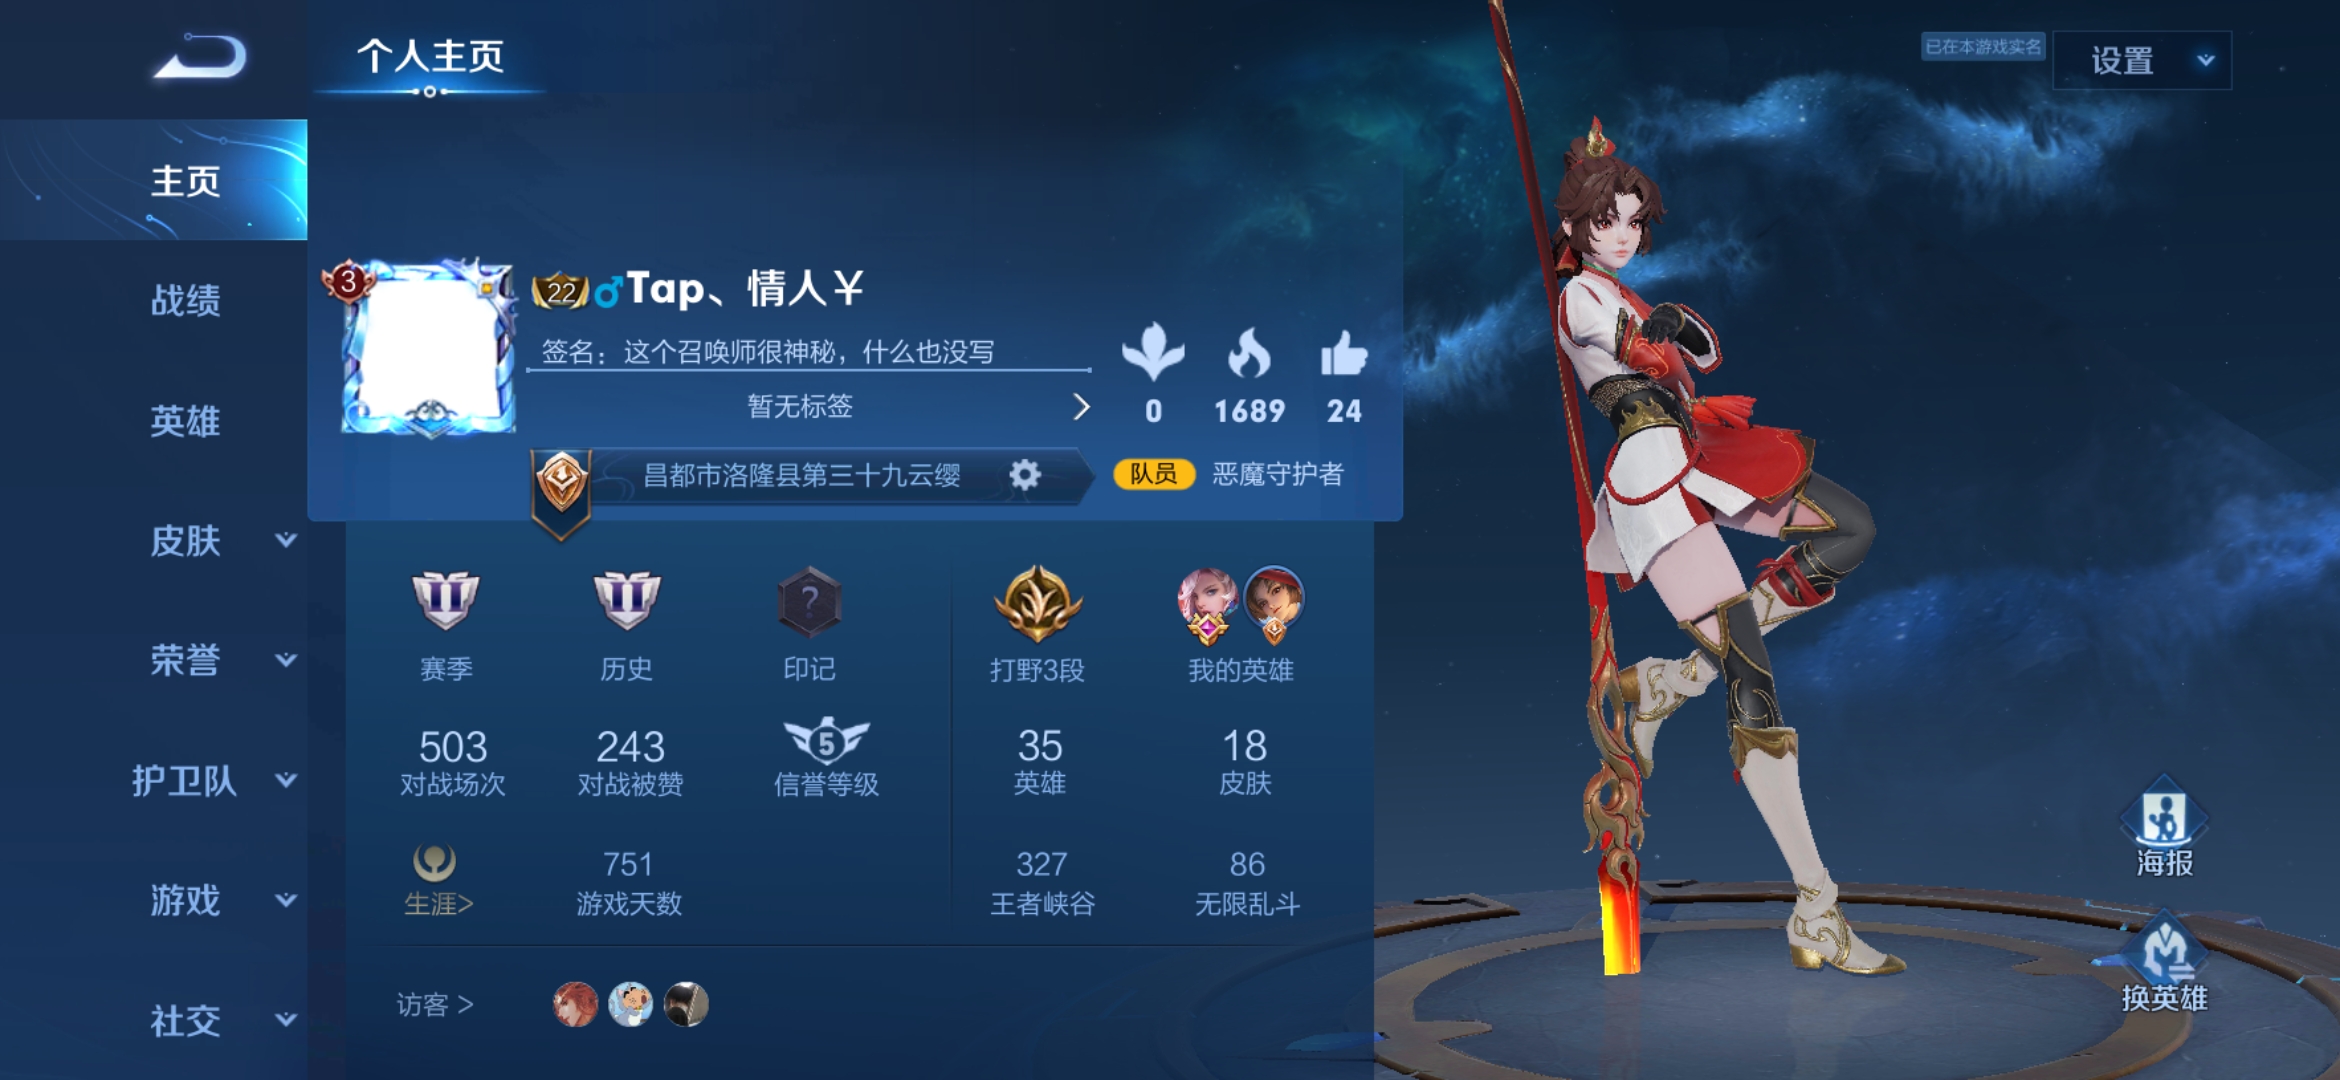 个人主页
已在本游戏实名
设置
主页
战绩
英雄
皮肤
荣誉
护卫队
游戏
社交
3
22 ♂Tap、情人¥
签名：这个召唤师很神秘，什么也没写
暂无标签
0 1689 24
昌都市洛隆县第三十九云缨
队员 恶魔守护者
赛季 历史 印记 打野3段 我的英雄
503 243 5 35 18
对战场次 对战被赞 信誉等级 英雄 皮肤
751 327 86
生涯> 游戏天数 王者峡谷 无限乱斗
访客 >
海报
换英雄